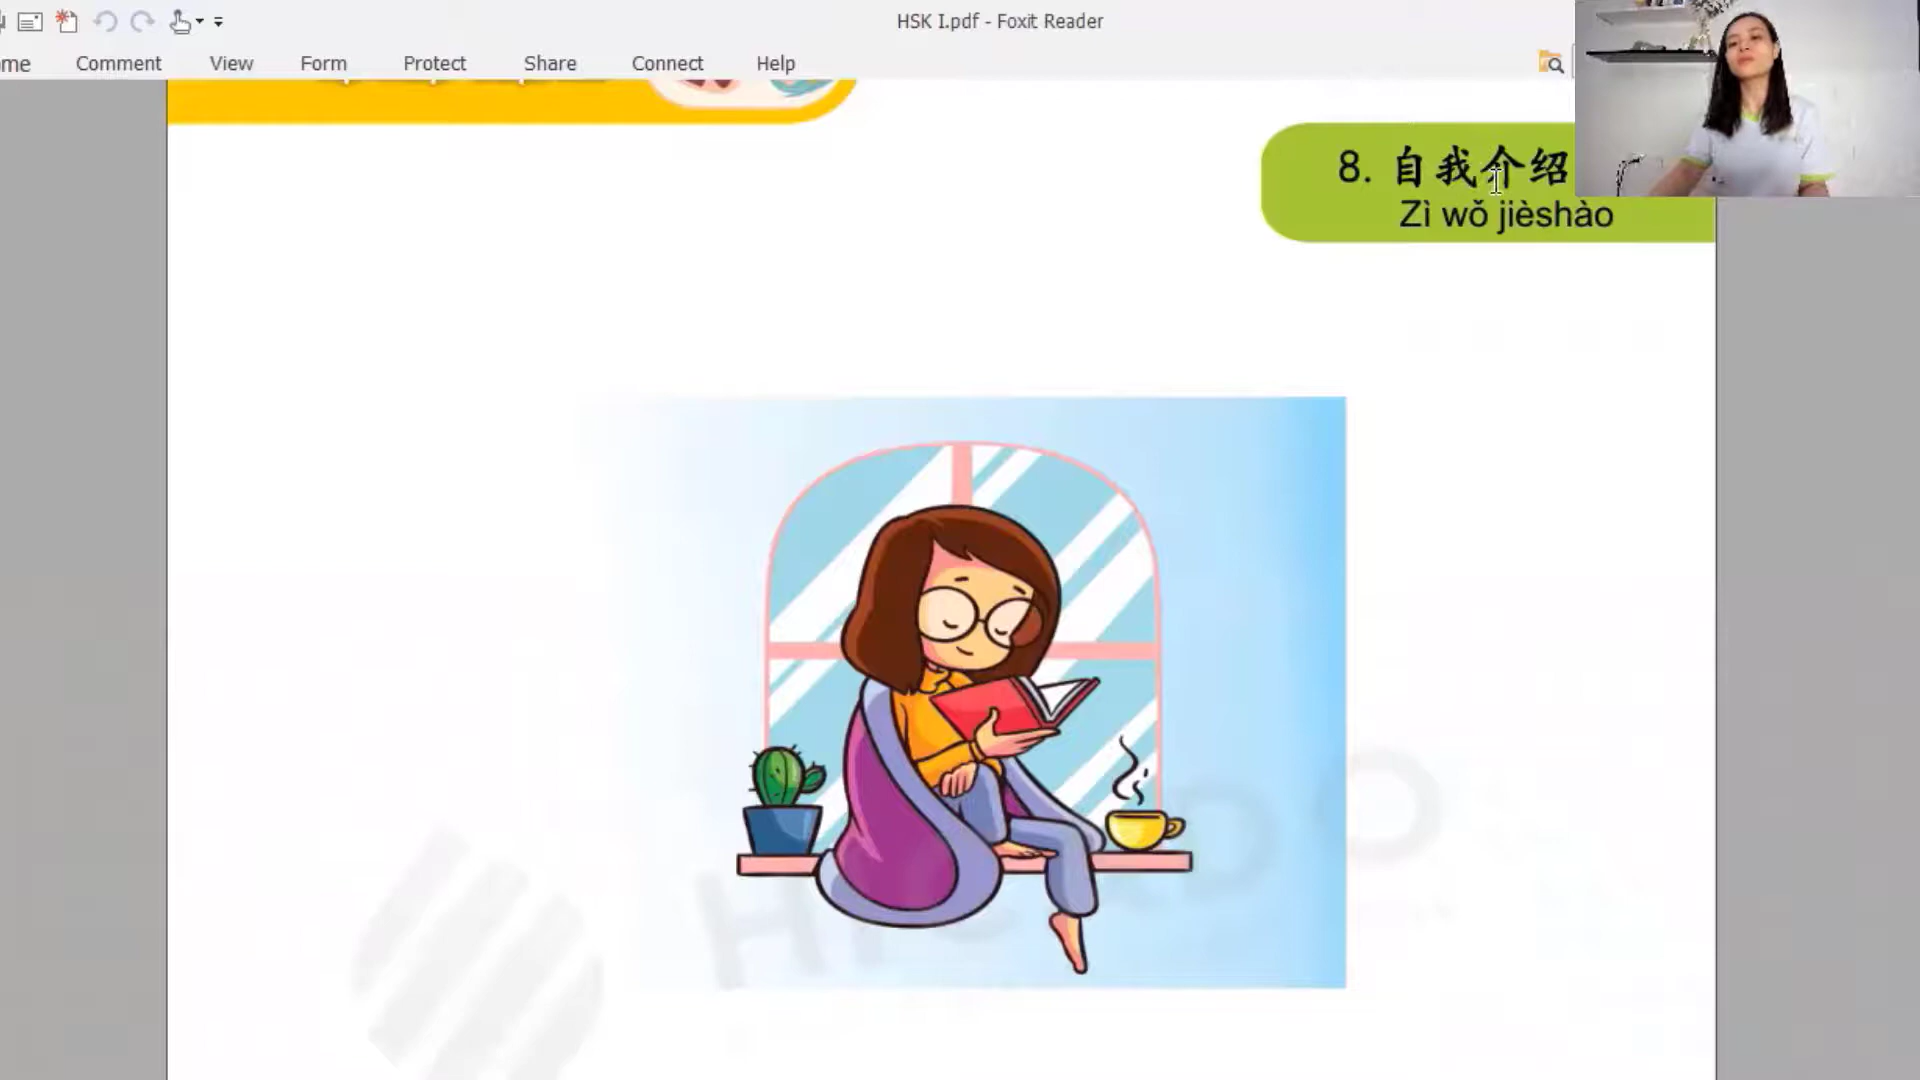 HSK I.pdf - Foxit Reader
Comment View Form Protect Share Connect Help
8. 自我介绍
Zì wǒ jièshào